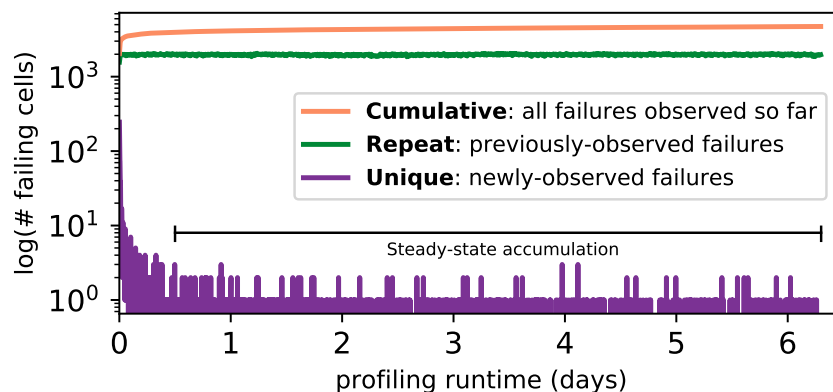 log(# failing cells)
10³
10²
10¹
10⁰
Cumulative: all failures observed so far
Repeat: previously-observed failures
Unique: newly-observed failures
Steady-state accumulation
0 1 2 3 4 5 6
profiling runtime (days)